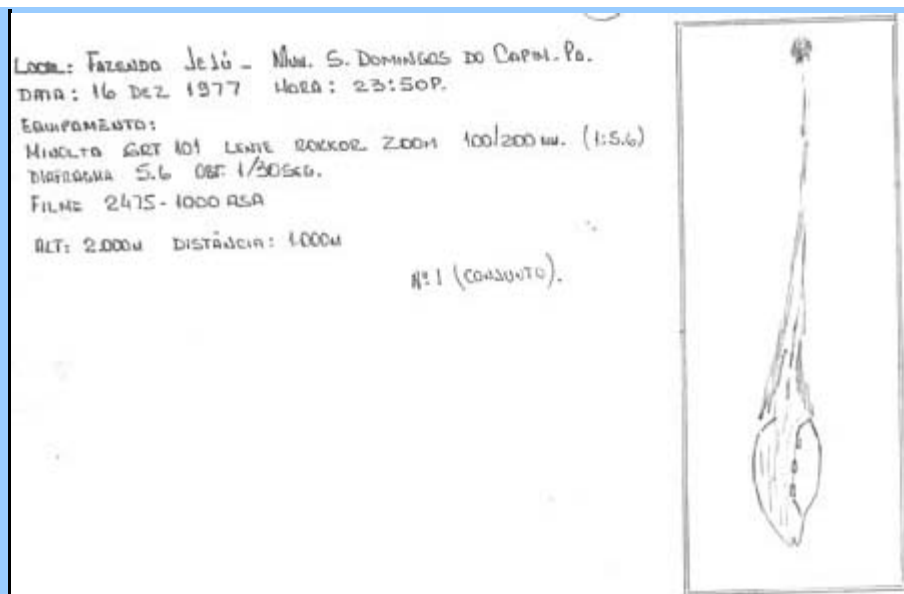 LOCAL: FAZENDA JEJÚ - MUN. S. DOMINGOS DO CAPIM-PA.
DATA: 16 DEZ 1977 HORA: 23:50P.
EQUIPAMENTO:
MINOLTA SRT 101 LENTE ROKKOR ZOOM 100/200 MM. (1:5.6)
DIAFRAGMA 5.6 OBT. 1/30SEG.
FILME 2475-1000 ASA
ALT: 2.000M DISTÂNCIA: 1.000M
Nº 1 (CONJUNTO).